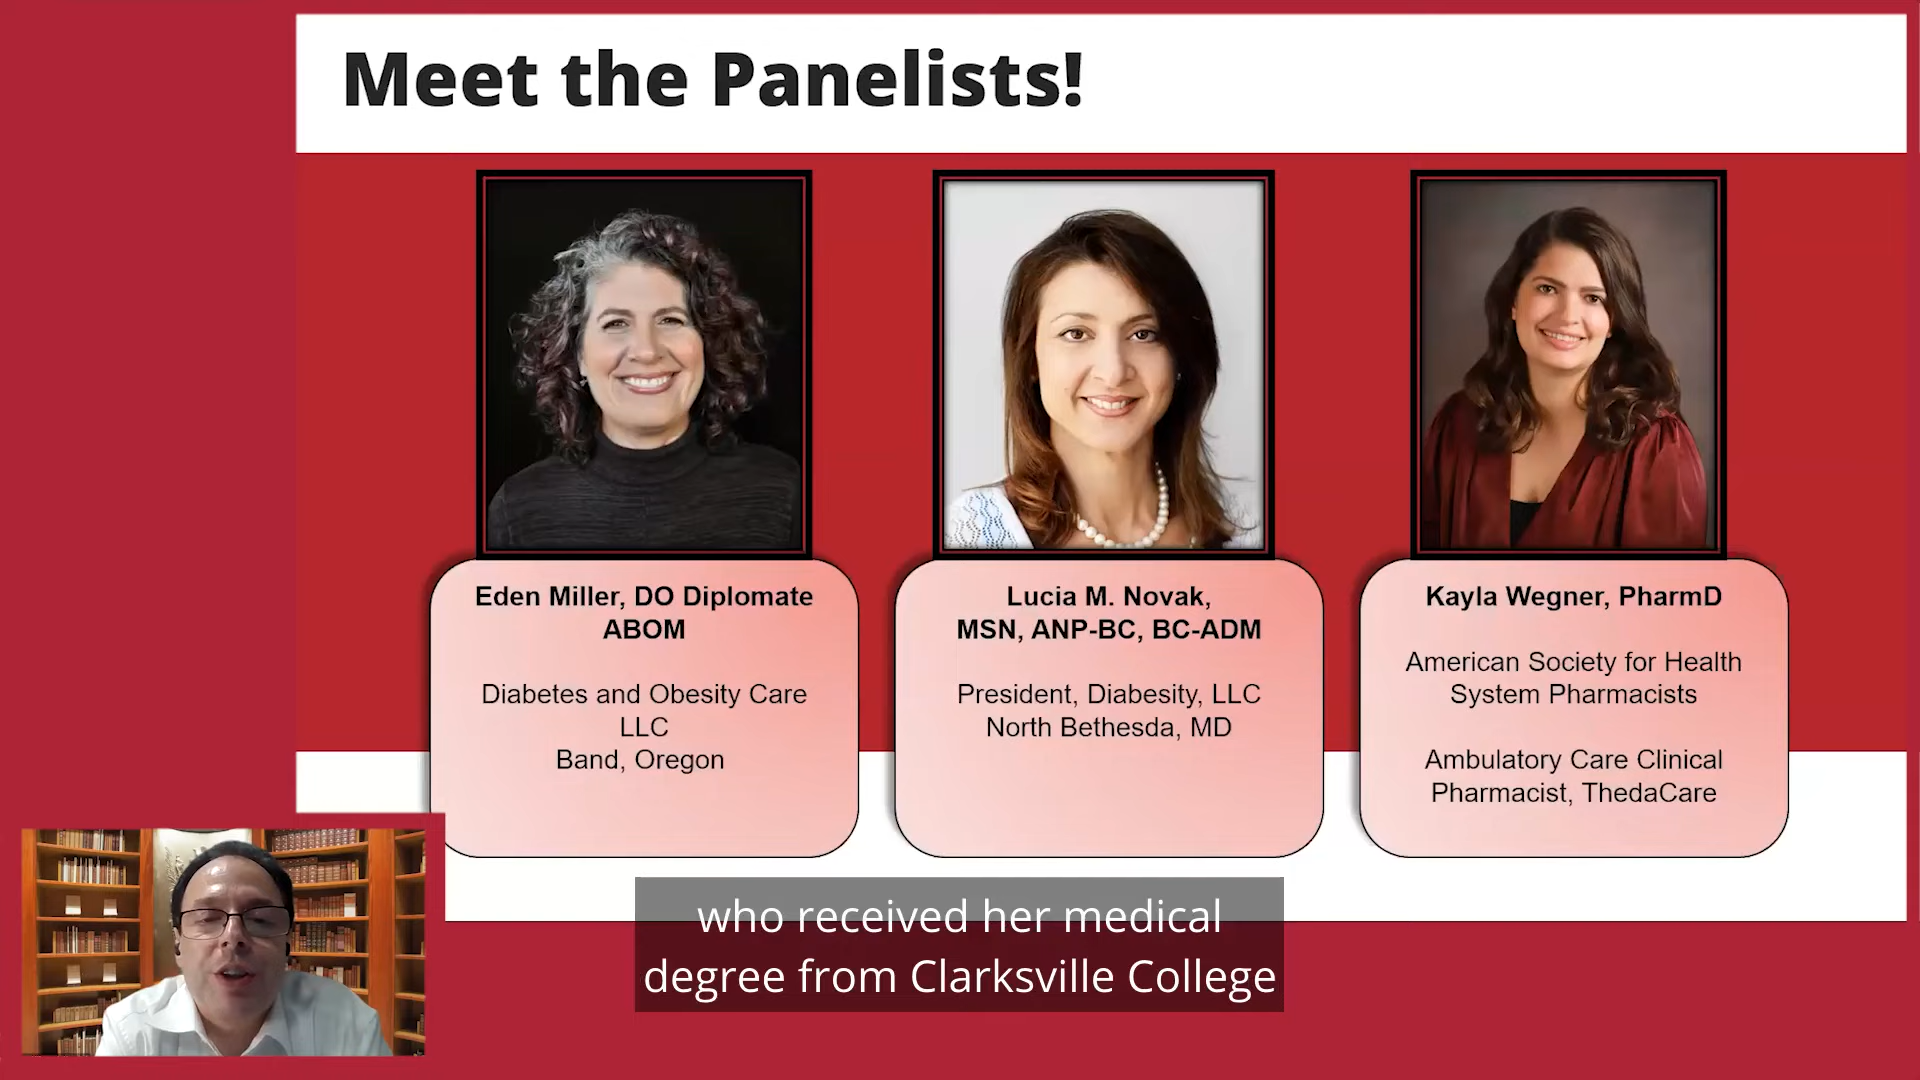 Meet the Panelists!
Eden Miller, DO Diplomate
ABOM
Diabetes and Obesity Care
LLC
Band, Oregon
Lucia M. Novak,
MSN, ANP-BC, BC-ADM
President, Diabesity, LLC
North Bethesda, MD
Kayla Wegner, PharmD
American Society for Health
System Pharmacists
Ambulatory Care Clinical
Pharmacist, ThedaCare
who received her medical
degree from Clarksville College